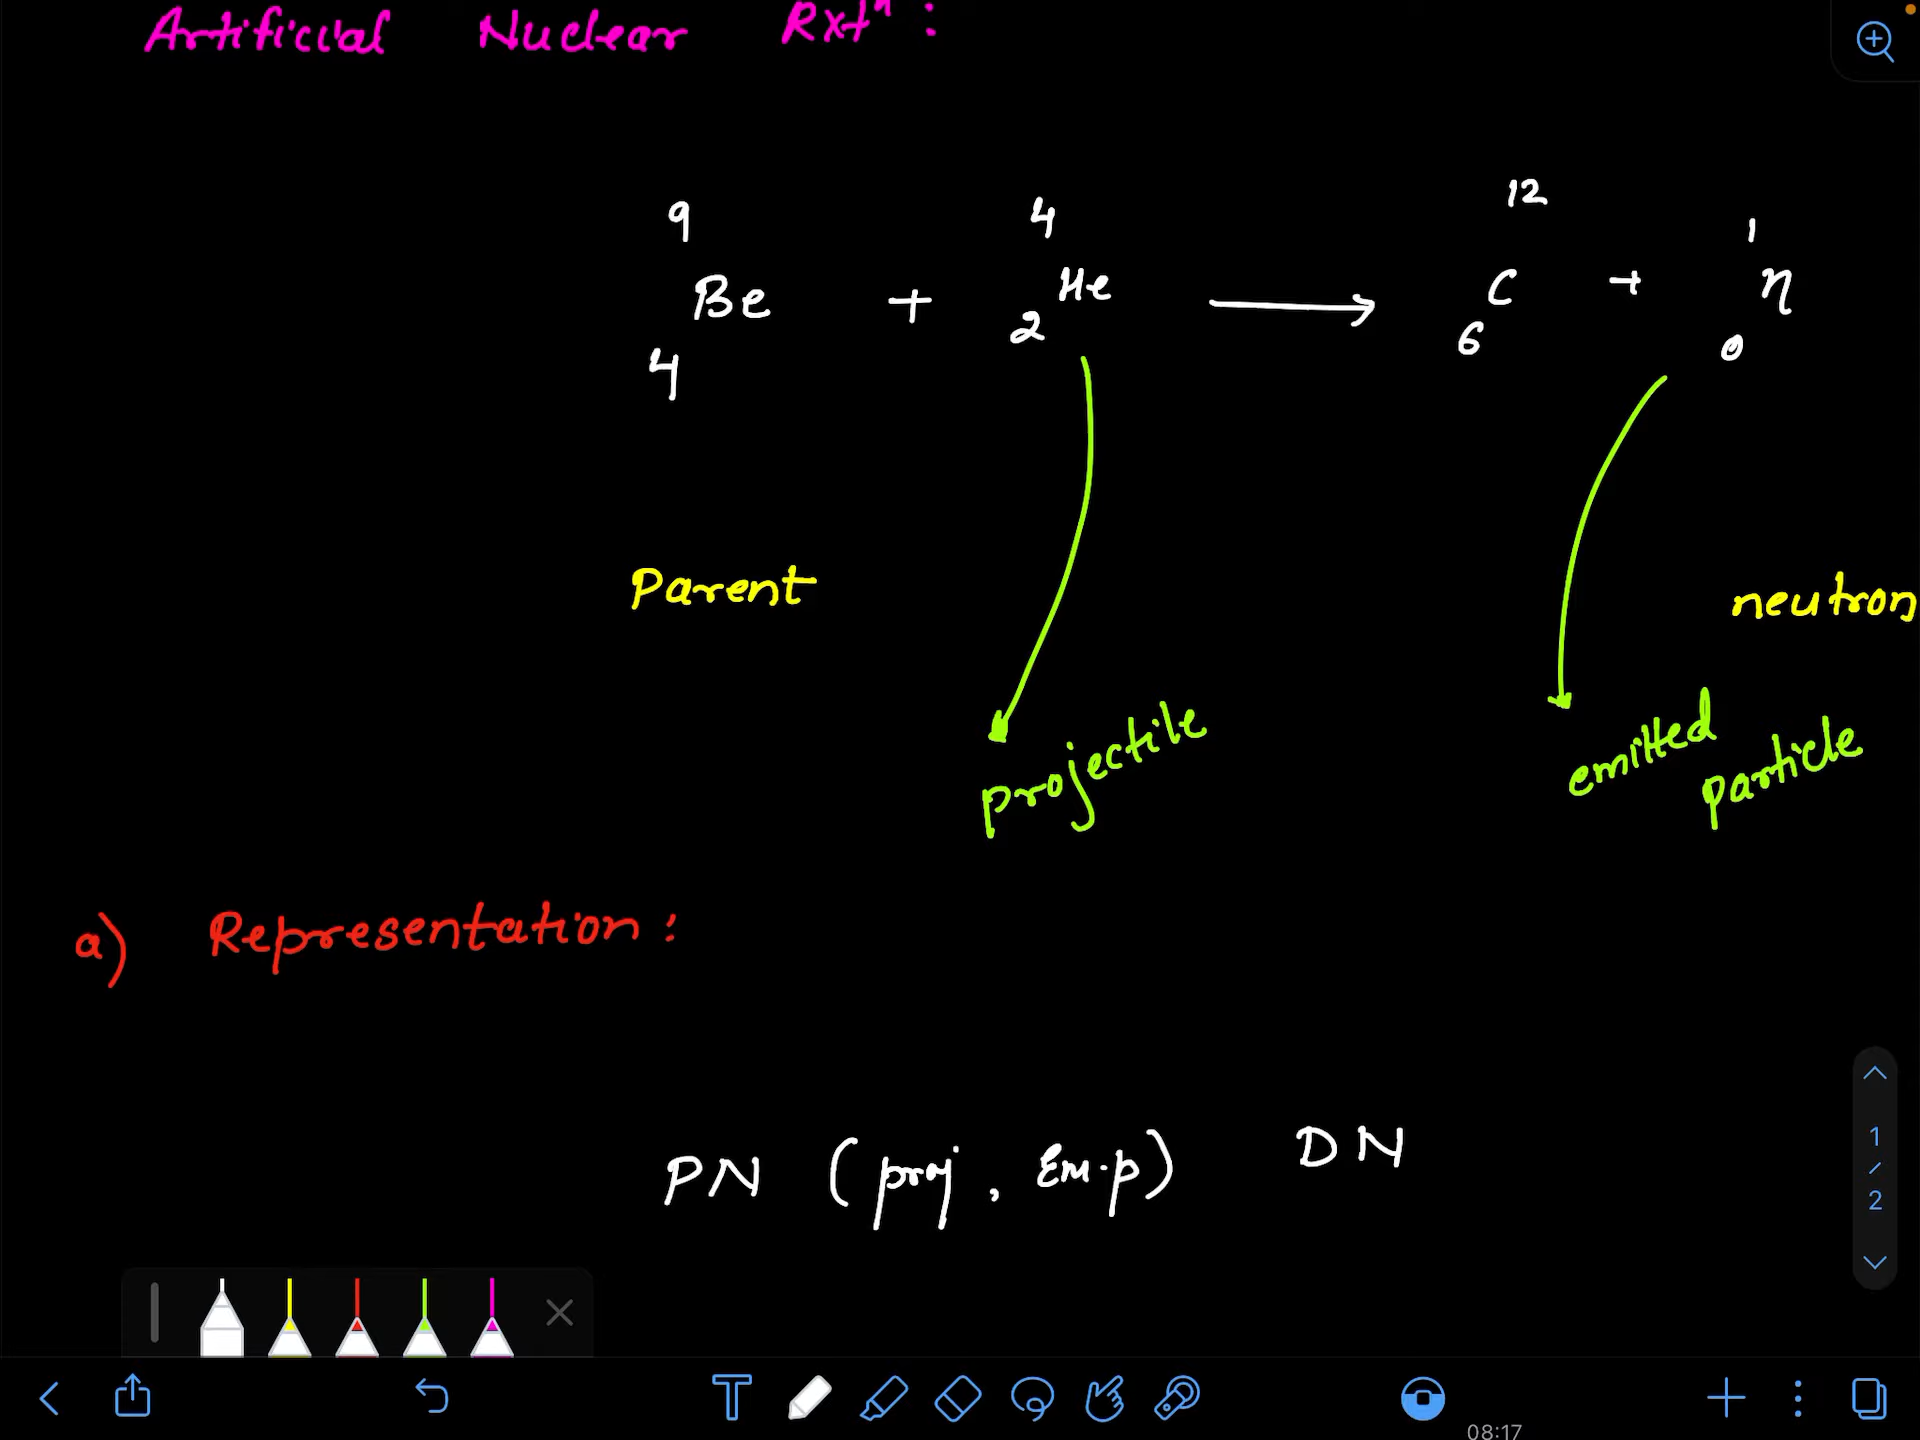 Artificial Nuclear Rxtⁿ :
9 4 12 1
Be + He ⟶ C + η
4 2 6 0
Parent neutron
projectile emitted particle
a) Representation :
PN (proj, Em.p) DN
1
/
2
08:17